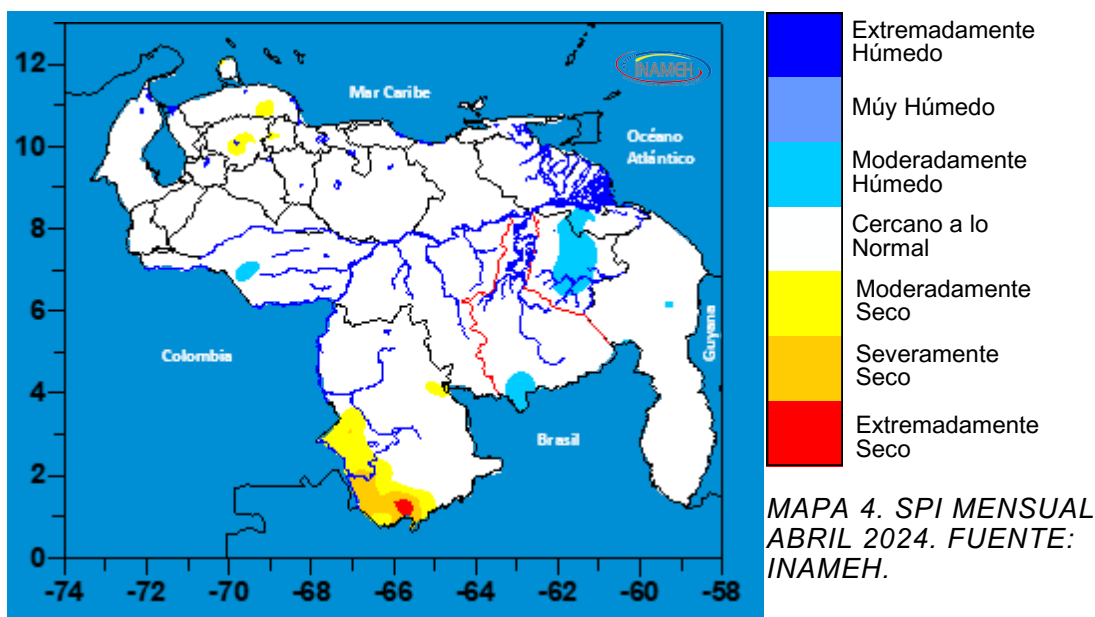 12
10
8
6
4
2
0
-74
-72
-70
-68
-66
-64
-62
-60
-58
INAMEH
Mar Caribe
Océano
Atlántico
Colombia
Brasil
Guyana
Extremadamente
Húmedo
Múy Húmedo
Moderadamente
Húmedo
Cercano a lo
Normal
Moderadamente
Seco
Severamente
Seco
Extremadamente
Seco
MAPA 4. SPI MENSUAL
ABRIL 2024. FUENTE:
INAMEH.